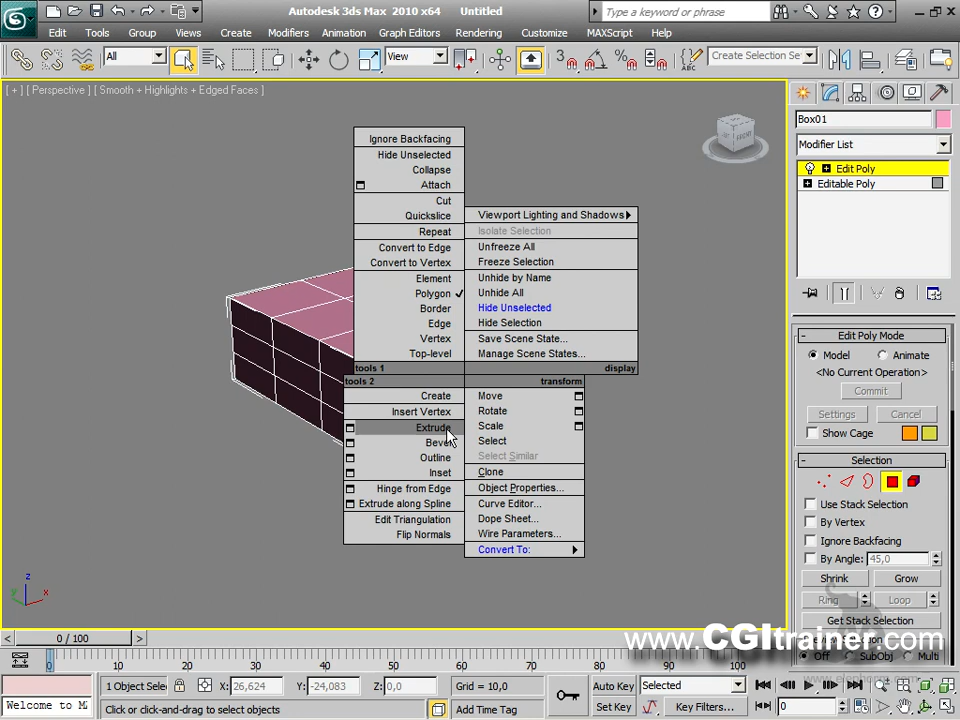 Autodesk 3ds Max 2010 x64 Untitled
Type a keyword or phrase
Edit Tools Group Views Create Modifiers Animation Graph Editors Rendering Customize MAXScript Help
All
View
3
Create Selection Se
[ + ] [ Perspective ] [ Smooth + Highlights + Edged Faces ]
Box01
Modifier List
Edit Poly
Editable Poly
Ignore Backfacing
Hide Unselected
Collapse
Attach
Cut
Quickslice
Repeat
Convert to Edge
Convert to Vertex
Element
Polygon
Border
Edge
Vertex
Top-level
tools 1
Viewport Lighting and Shadows
Isolate Selection
Unfreeze All
Freeze Selection
Unhide by Name
Unhide All
Hide Unselected
Hide Selection
Save Scene State...
Manage Scene States...
display
tools 2
Create
Insert Vertex
Extrude
Bevel
Outline
Inset
Hinge from Edge
Extrude along Spline
Edit Triangulation
Flip Normals
transform
Move
Rotate
Scale
Select
Select Similar
Clone
Object Properties...
Curve Editor...
Dope Sheet...
Wire Parameters...
Convert To:
Edit Poly Mode
Model Animate
<No Current Operation>
Commit
Settings Cancel
Show Cage
Selection
Use Stack Selection
By Vertex
Ignore Backfacing
By Angle: 45,0
Shrink Grow
Ring Loop
Get Stack Selection
Off SubObj Multi
z
y
x
0 / 100
www.CGItrainer.com
0 10 20 30 40 50 60 70 80 90 100
1 Object Sele X: 26,624 Y: -24,083 Z: 0,0 Grid = 10,0 Auto Key Selected
Set Key Key Filters... 0
Welcome to M
Click or click-and-drag to select objects Add Time Tag